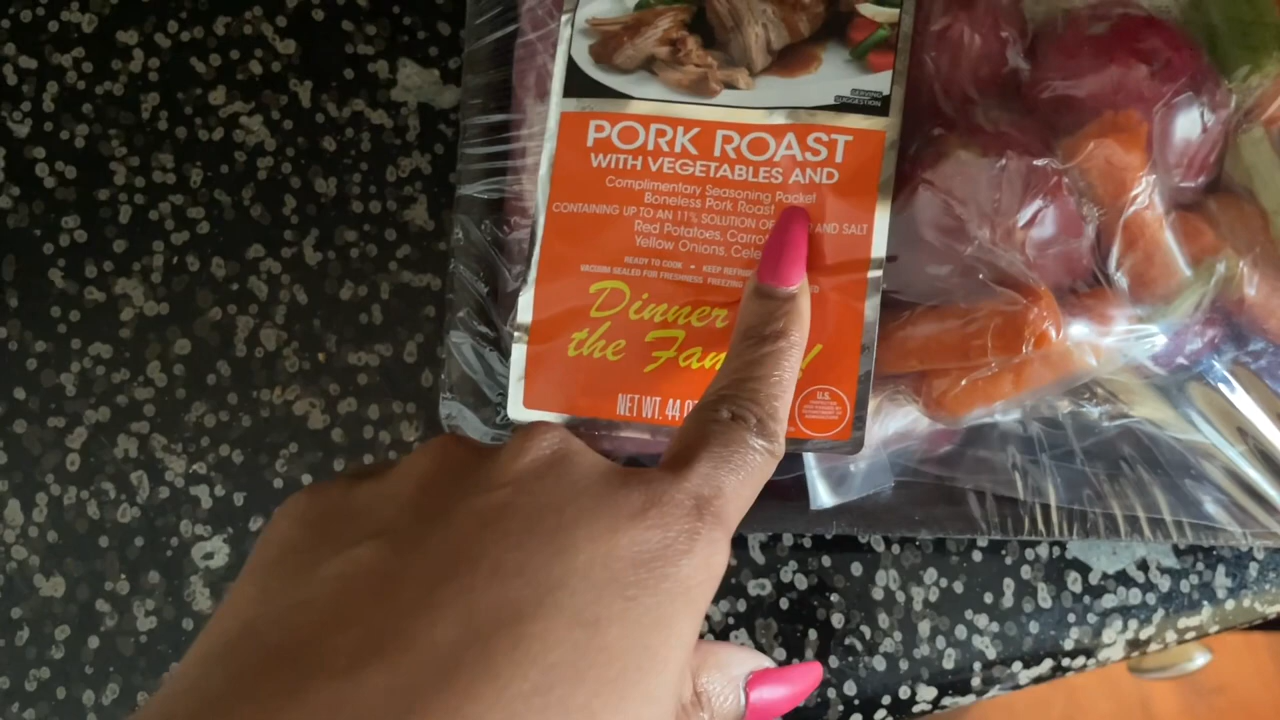 SERVING
SUGGESTION
PORK ROAST
WITH VEGETABLES AND
Complimentary Seasoning Packet
Boneless Pork Roast
CONTAINING UP TO AN 11% SOLUTION OF AND SALT
Red Potatoes, Carro
Yellow Onions, Cele
READY TO COOK • KEEP REFRI
VACUUM SEALED FOR FRESHNESS FREEZING ED
Dinner
the Fam !
NET WT. 44 O
U.S.